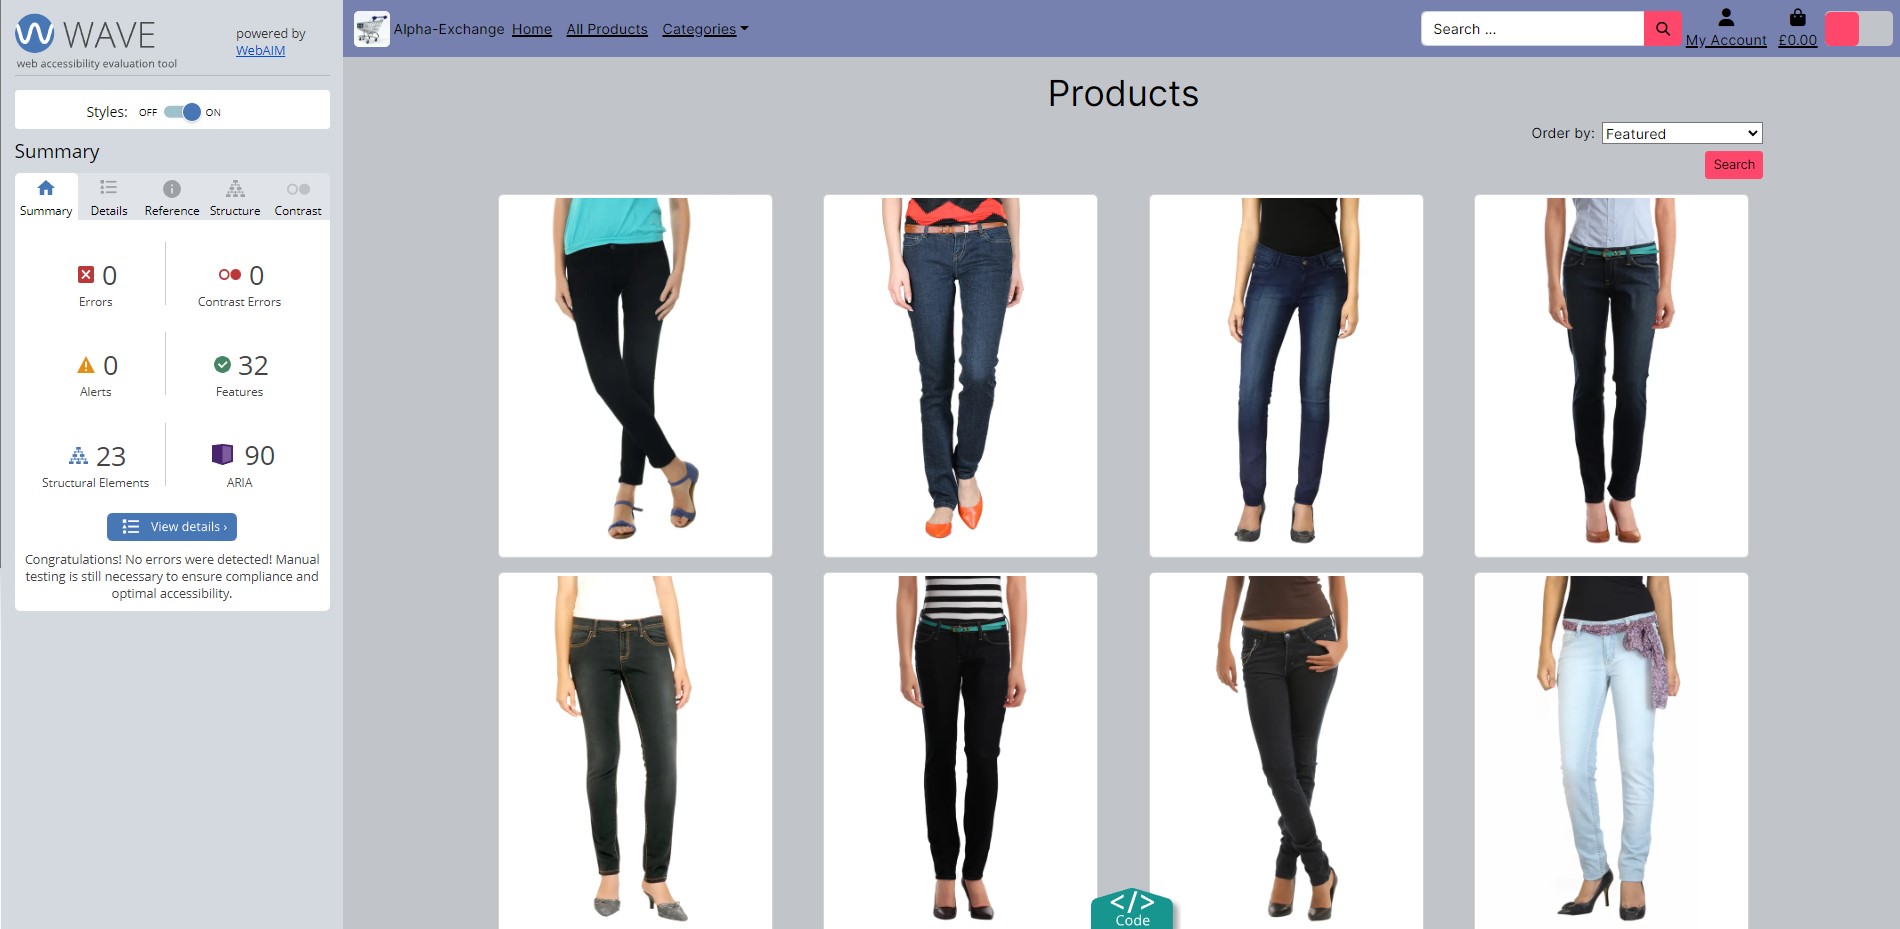 WAVE
web accessibility evaluation tool
powered by
WebAIM
Styles: OFF ON
Summary
Summary Details Reference Structure Contrast
0
Errors
0
Contrast Errors
0
Alerts
32
Features
23
Structural Elements
90
ARIA
View details ›
Congratulations! No errors were detected! Manual
testing is still necessary to ensure compliance and
optimal accessibility.
Alpha-Exchange Home All Products Categories
Search ...
My Account £0.00
Products
Order by: Featured
Search
</> 
Code